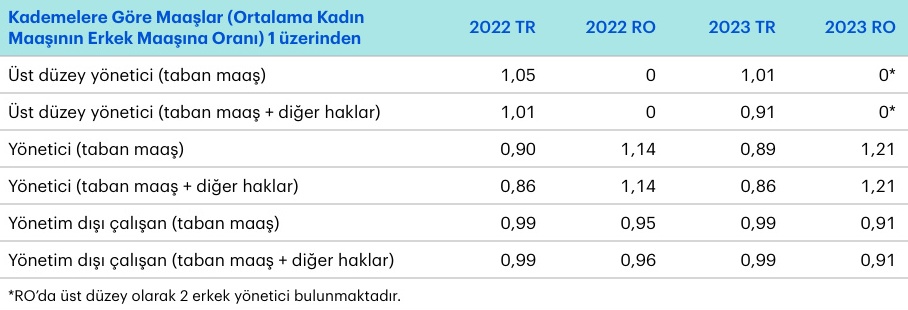 Kademelere Göre Maaşlar (Ortalama Kadın
Maaşının Erkek Maaşına Oranı) 1 üzerinden 2022 TR 2022 RO 2023 TR 2023 RO
Üst düzey yönetici (taban maaş) 1,05 0 1,01 0*
Üst düzey yönetici (taban maaş + diğer haklar) 1,01 0 0,91 0*
Yönetici (taban maaş) 0,90 1,14 0,89 1,21
Yönetici (taban maaş + diğer haklar) 0,86 1,14 0,86 1,21
Yönetim dışı çalışan (taban maaş) 0,99 0,95 0,99 0,91
Yönetim dışı çalışan (taban maaş + diğer haklar) 0,99 0,96 0,99 0,91
*RO’da üst düzey olarak 2 erkek yönetici bulunmaktadır.